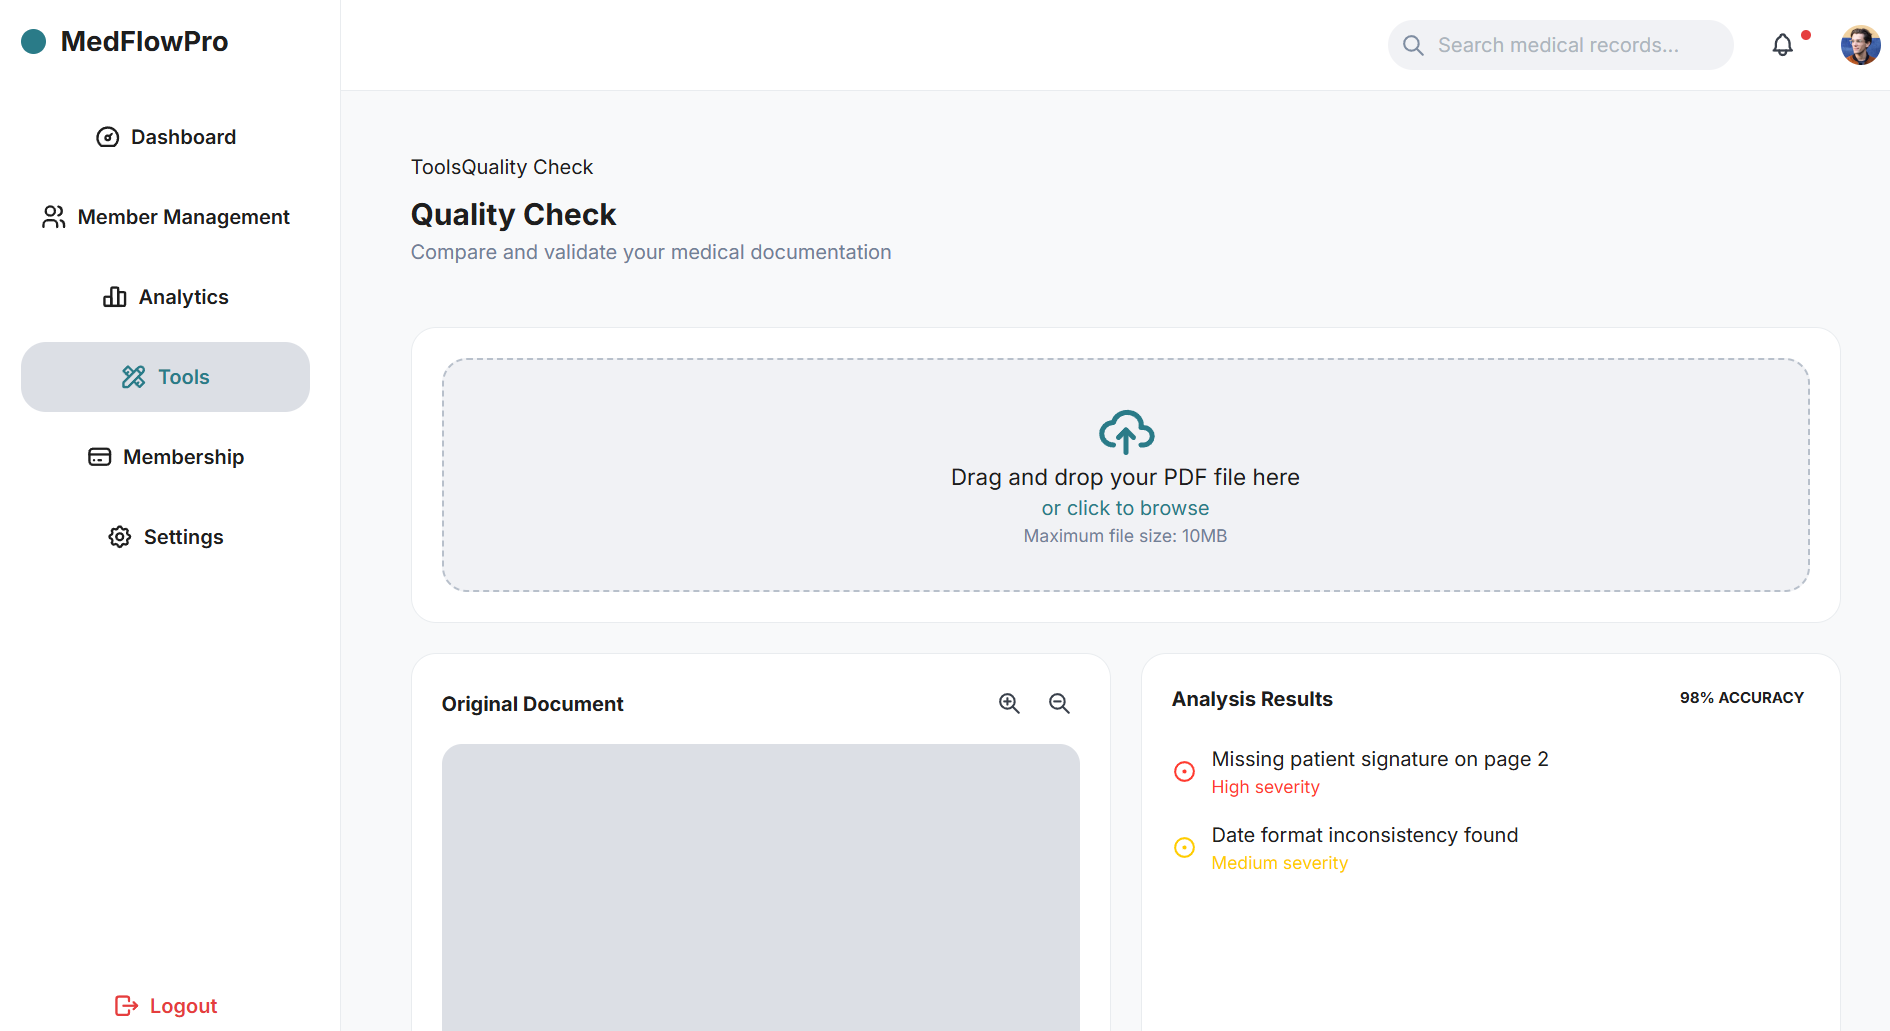 MedFlowPro
Search medical records...
Dashboard
Member Management
Analytics
Tools
Membership
Settings
Logout
ToolsQuality Check
Quality Check
Compare and validate your medical documentation
Drag and drop your PDF file here
or click to browse
Maximum file size: 10MB
Original Document
Analysis Results
98% ACCURACY
Missing patient signature on page 2
High severity
Date format inconsistency found
Medium severity